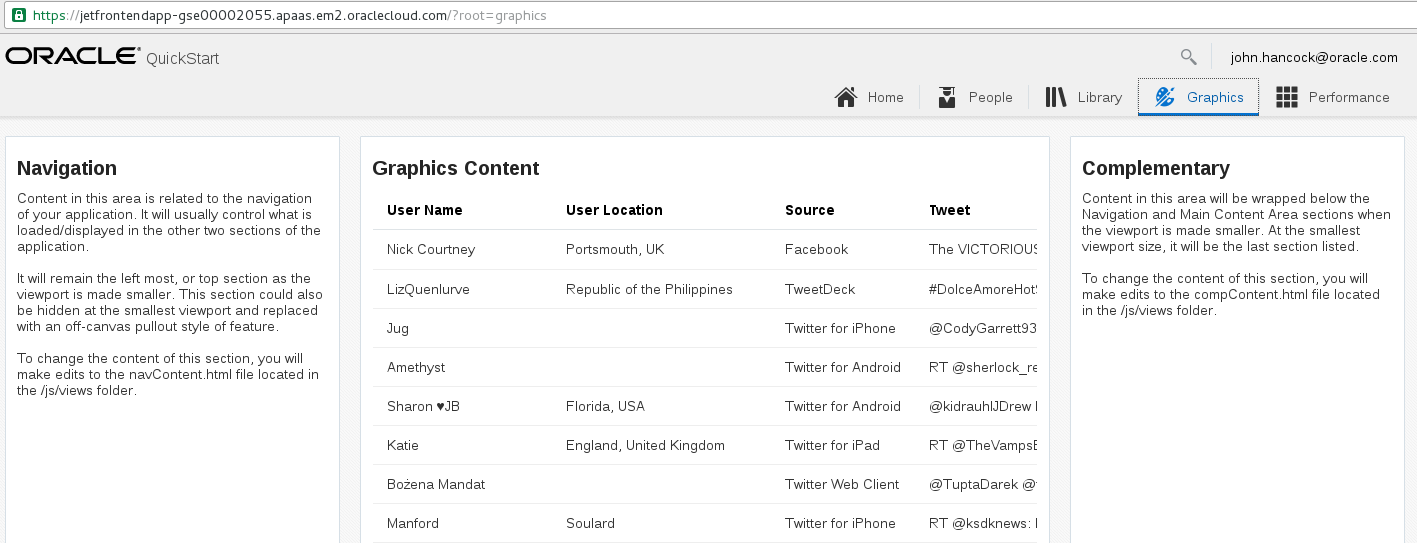 https://jetfrontendapp-gse00002055.apaas.em2.oraclecloud.com/?root=graphics
ORACLE® QuickStart
john.hancock@oracle.com
Home People Library Graphics Performance
Navigation
Content in this area is related to the navigation
of your application. It will usually control what is
loaded/displayed in the other two sections of the
application.
It will remain the left most, or top section as the
viewport is made smaller. This section could also
be hidden at the smallest viewport and replaced
with an off-canvas pullout style of feature.
To change the content of this section, you will
make edits to the navContent.html file located in
the /js/views folder.
Graphics Content
User Name User Location Source Tweet
Nick Courtney Portsmouth, UK Facebook The VICTORIOUS
LizQuenlurve Republic of the Philippines TweetDeck #DolceAmoreHot
Jug Twitter for iPhone @CodyGarrett93
Amethyst Twitter for Android RT @sherlock_re
Sharon ♥JB Florida, USA Twitter for Android @kidrauhlJDrew
Katie England, United Kingdom Twitter for iPad RT @TheVamps
Bożena Mandat Twitter Web Client @TuptaDarek @
Manford Soulard Twitter for iPhone RT @ksdknews:
Complementary
Content in this area will be wrapped below the
Navigation and Main Content Area sections when
the viewport is made smaller. At the smallest
viewport size, it will be the last section listed.
To change the content of this section, you will
make edits to the compContent.html file located
in the /js/views folder.